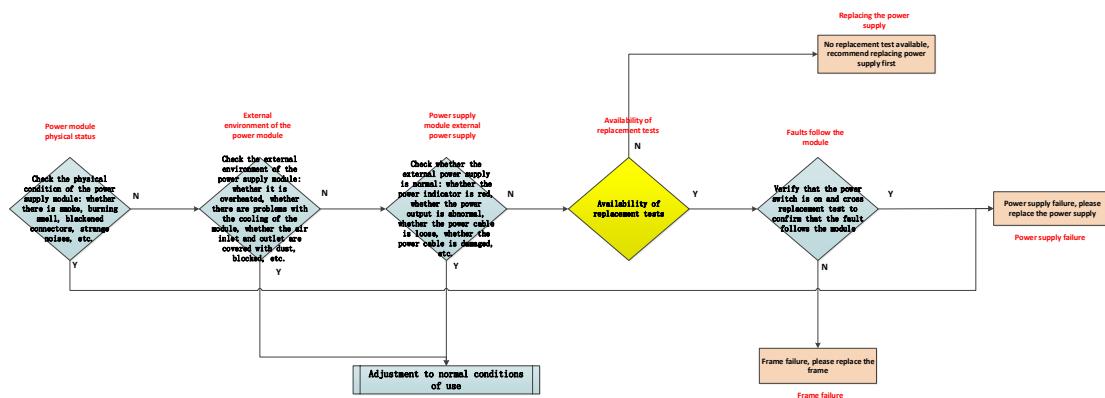 Power module
physical status
Check the physical
condition of the power
supply module: whether
there is smoke, burning
smell, blackened
connectors, strange
noises, etc.
N
Y
External
environment of the
power module
Check the external
environment of the
power supply module:
whether it is
overheated, whether
there are problems
with the cooling of the
module, whether the air
inlet and outlet are
covered with dust,
blocked, etc.
N
Y
Power supply
module external
power supply
Check whether the
external power supply
is normal: whether the
power indicator is red,
whether the power
output is abnormal,
whether the power cable
is loose, whether the
power cable is damaged,
etc.
N
Y
Adjustment to normal conditions
of use
Availability of
replacement tests
N
Availability of
replacement tests
Y
Replacing the power
supply
No replacement test available,
recommend replacing power
supply first
Faults follow the
module
Verify that the power
switch is on and cross
replacement test to
confirm that the fault
follows the module
Y
N
Power supply failure, please
replace the power supply
Power supply failure
Frame failure, please replace the
frame
Frame failure